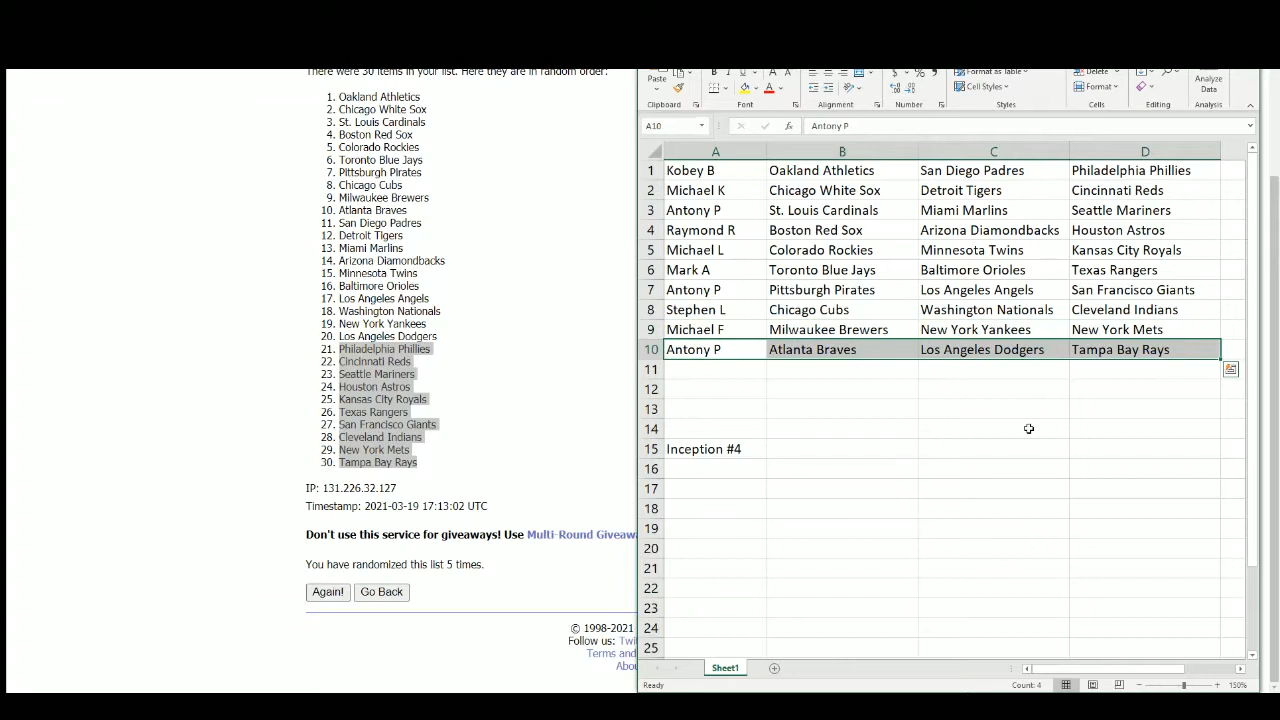 There were 30 items in your list. Here they are in random order:
1. Oakland Athletics
2. Chicago White Sox
3. St. Louis Cardinals
4. Boston Red Sox
5. Colorado Rockies
6. Toronto Blue Jays
7. Pittsburgh Pirates
8. Chicago Cubs
9. Milwaukee Brewers
10. Atlanta Braves
11. San Diego Padres
12. Detroit Tigers
13. Miami Marlins
14. Arizona Diamondbacks
15. Minnesota Twins
16. Baltimore Orioles
17. Los Angeles Angels
18. Washington Nationals
19. New York Yankees
20. Los Angeles Dodgers
21. Philadelphia Phillies
22. Cincinnati Reds
23. Seattle Mariners
24. Houston Astros
25. Kansas City Royals
26. Texas Rangers
27. San Francisco Giants
28. Cleveland Indians
29. New York Mets
30. Tampa Bay Rays
IP: 131.226.32.127
Timestamp: 2021-03-19 17:13:02 UTC
Don't use this service for giveaways! Use Multi-Round Giveaw
You have randomized this list 5 times.
Again! Go Back
© 1998-2021
Follow us: Twi
Terms and
Abou
Paste B I U A A $ % Format as Table Delete Analyze
Cell Styles Format Data
Clipboard Font Alignment Number Styles Cells Editing Analysis
A10 fx Antony P
A B C D
1 Kobey B Oakland Athletics San Diego Padres Philadelphia Phillies
2 Michael K Chicago White Sox Detroit Tigers Cincinnati Reds
3 Antony P St. Louis Cardinals Miami Marlins Seattle Mariners
4 Raymond R Boston Red Sox Arizona Diamondbacks Houston Astros
5 Michael L Colorado Rockies Minnesota Twins Kansas City Royals
6 Mark A Toronto Blue Jays Baltimore Orioles Texas Rangers
7 Antony P Pittsburgh Pirates Los Angeles Angels San Francisco Giants
8 Stephen L Chicago Cubs Washington Nationals Cleveland Indians
9 Michael F Milwaukee Brewers New York Yankees New York Mets
10 Antony P Atlanta Braves Los Angeles Dodgers Tampa Bay Rays
11
12
13
14
15 Inception #4
16
17
18
19
20
21
22
23
24
25
Sheet1
Ready Count: 4 150%